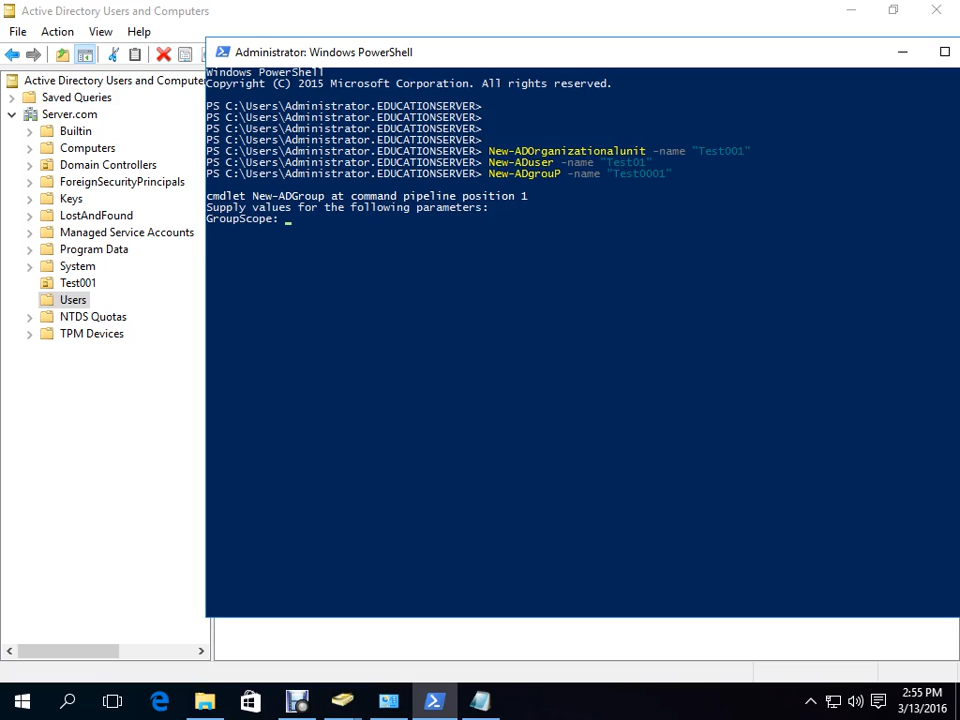 Active Directory Users and Computers
File Action View Help
Administrator: Windows PowerShell
Active Directory Users and Compute
Saved Queries
Server.com
Builtin
Computers
Domain Controllers
ForeignSecurityPrincipals
Keys
LostAndFound
Managed Service Accounts
Program Data
System
Test001
Users
NTDS Quotas
TPM Devices
Windows PowerShell
Copyright (C) 2015 Microsoft Corporation. All rights reserved.
PS C:\Users\Administrator.EDUCATIONSERVER>
PS C:\Users\Administrator.EDUCATIONSERVER>
PS C:\Users\Administrator.EDUCATIONSERVER>
PS C:\Users\Administrator.EDUCATIONSERVER>
PS C:\Users\Administrator.EDUCATIONSERVER> New-ADOrganizationalunit -name "Test001"
PS C:\Users\Administrator.EDUCATIONSERVER> New-ADuser -name "Test01"
PS C:\Users\Administrator.EDUCATIONSERVER> New-ADgrouP -name "Test0001"
cmdlet New-ADGroup at command pipeline position 1
Supply values for the following parameters:
GroupScope: _
2:55 PM
3/13/2016